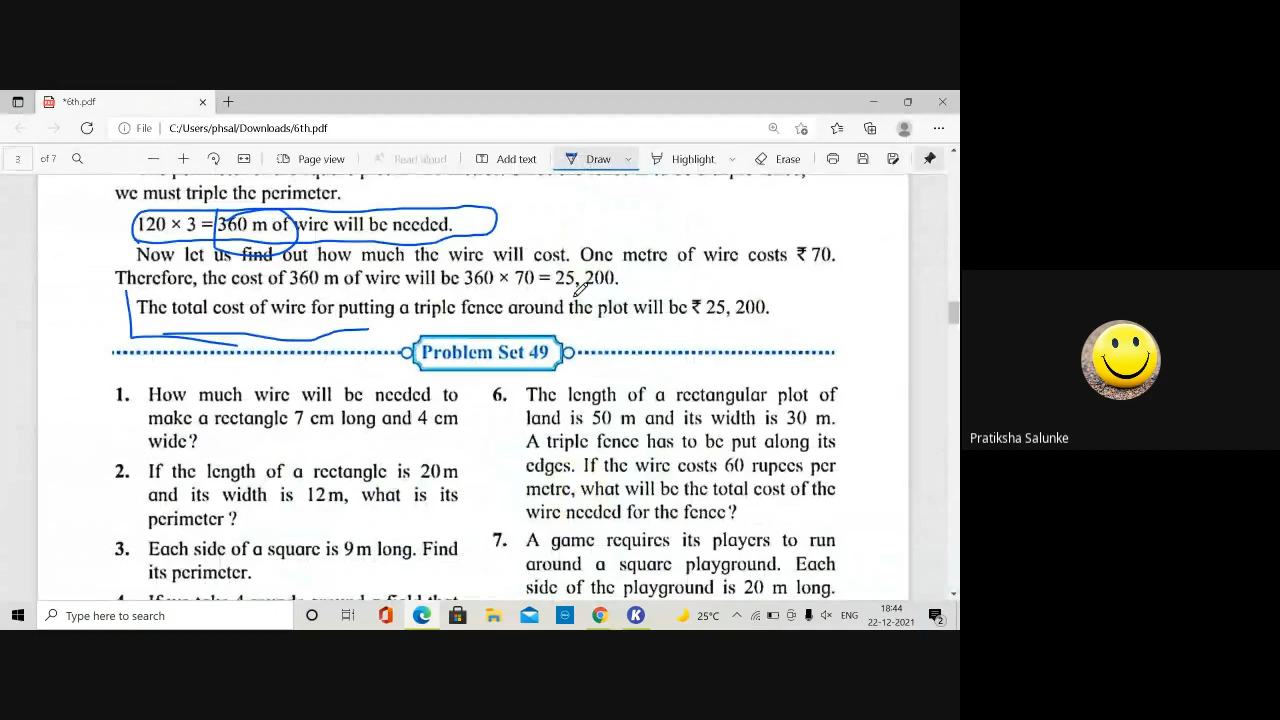 *6th.pdf
File C:/Users/phsal/Downloads/6th.pdf
3 of 7 Page view Read aloud Add text Draw Highlight Erase
we must triple the perimeter.
120 × 3 = 360 m of wire will be needed.
Now let us find out how much the wire will cost. One metre of wire costs ₹ 70.
Therefore, the cost of 360 m of wire will be 360 × 70 = 25, 200.
The total cost of wire for putting a triple fence around the plot will be ₹ 25, 200.
Problem Set 49
1. How much wire will be needed to
make a rectangle 7 cm long and 4 cm
wide?
2. If the length of a rectangle is 20 m
and its width is 12 m, what is its
perimeter ?
3. Each side of a square is 9 m long. Find
its perimeter.
6. The length of a rectangular plot of
land is 50 m and its width is 30 m.
A triple fence has to be put along its
edges. If the wire costs 60 rupees per
metre, what will be the total cost of the
wire needed for the fence?
7. A game requires its players to run
around a square playground. Each
side of the playground is 20 m long.
Pratiksha Salunke
Type here to search
25°C ENG
18:44
22-12-2021
2